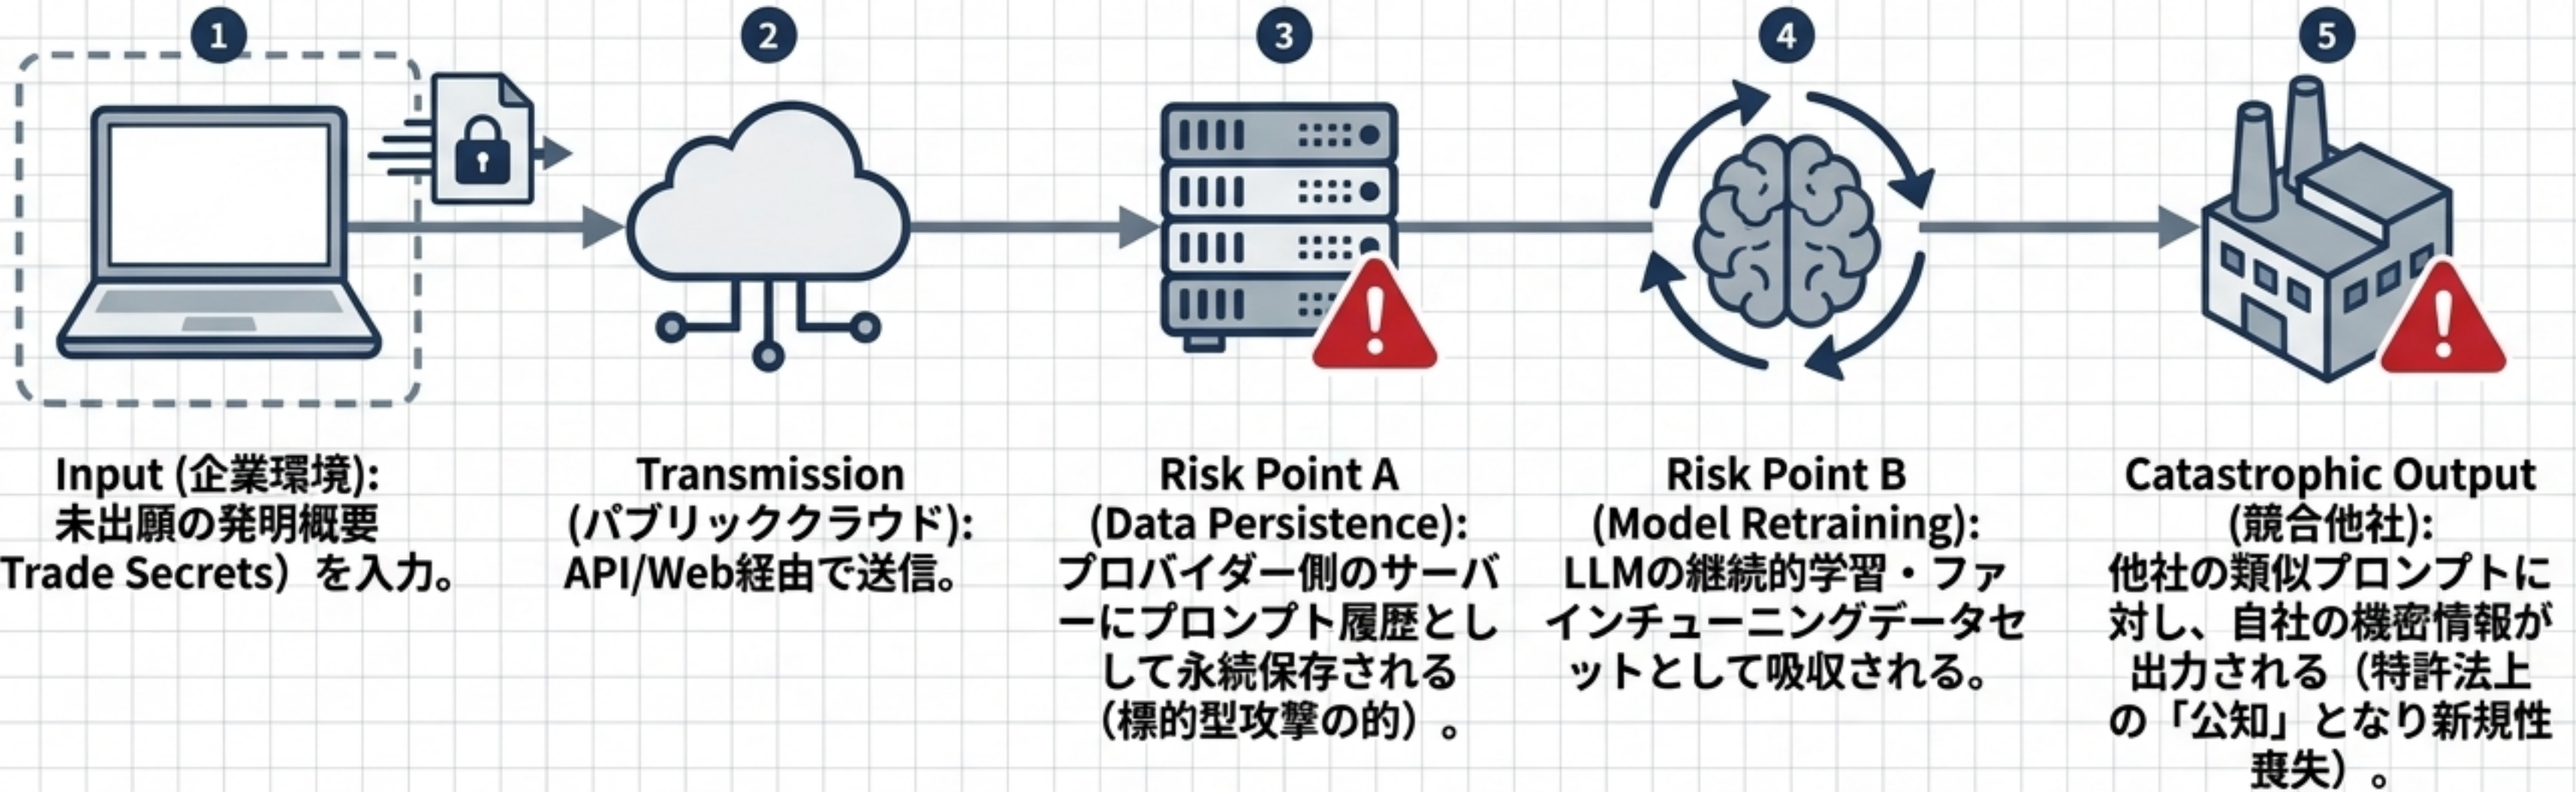 1
2
3
4
5
Input (企業環境):
未出願の発明概要
Trade Secrets）を入力。
Transmission
(パブリッククラウド):
API/Web経由で送信。
Risk Point A
(Data Persistence):
プロバイダー側のサーバ
ーにプロンプト履歴とし
して永続保存される
（標的型攻撃の的）。
Risk Point B
(Model Retraining):
LLMの継続的学習・ファ
インチューニングデータセ
ットとして吸収される。
Catastrophic Output
(競合他社):
他社の類似プロンプトに
対し、自社の機密情報が
出力される（特許法上
の「公知」となり新規性
喪失）。